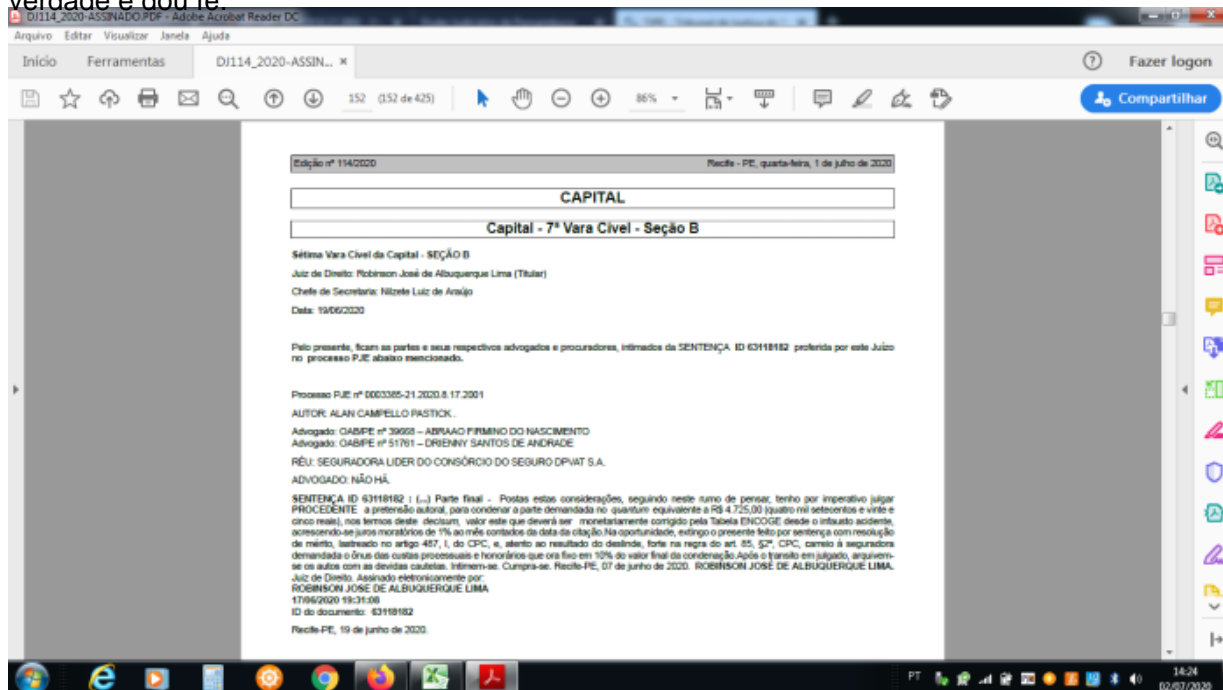 verdade e dou fé.
DJ114_2020-ASSINADO.PDF - Adobe Acrobat Reader DC
Arquivo Editar Visualizar Janela Ajuda
Início Ferramentas DJ114_2020-ASSIN... × Fazer logon
152 (152 de 425) 86% Compartilhar
Edição nº 114/2020 Recife - PE, quarta-feira, 1 de julho de 2020
CAPITAL
Capital - 7ª Vara Cível - Seção B
Sétima Vara Cível da Capital - SEÇÃO B
Juiz de Direito: Robinson José de Albuquerque Lima (Titular)
Chefe de Secretaria: Nilzete Luiz de Araújo
Data: 19/06/2020
Pelo presente, ficam as partes e seus respectivos advogados e procuradores, intimados da SENTENÇA ID 63118182 proferida por este Juízo
no processo PJE abaixo mencionado.
Processo PJE nº 0003385-21.2020.8.17.2001
AUTOR: ALAN CAMPELLO PASTICK .
Advogado: OAB/PE nº 39668 – ABRAAO FIRMINO DO NASCIMENTO
Advogado: OAB/PE nº 51761 – DRIENNY SANTOS DE ANDRADE
RÉU: SEGURADORA LIDER DO CONSÓRCIO DO SEGURO DPVAT S.A.
ADVOGADO: NÃO HÁ.
SENTENÇA ID 63118182 : (...) Parte final - Postas estas considerações, seguindo neste rumo de pensar, tenho por imperativo julgar
PROCEDENTE a pretensão autoral, para condenar a parte demandada no quantum equivalente a R$ 4.725,00 (quatro mil setecentos e vinte e
cinco reais), nos termos deste decisum, valor este que deverá ser monetariamente corrigido pela Tabela ENCOGE desde o infausto acidente,
acrescendo-se juros moratórios de 1% ao mês contados da data da citação.Na oportunidade, extingo o presente feito por sentença com resolução
de mérito, lastreado no artigo 487, I, do CPC, e, atento ao resultado do deslinde, forte na regra do art. 85, §2º, CPC, carreio à seguradora
demandada o ônus das custas processuais e honorários que ora fixo em 10% do valor final da condenação.Após o transito em julgado, arquivem-
se os autos com as devidas cautelas. Intimem-se. Cumpra-se. Recife-PE, 07 de junho de 2020. ROBINSON JOSÉ DE ALBUQUERQUE LIMA.
Juiz de Direito. Assinado eletronicamente por:
ROBINSON JOSE DE ALBUQUERQUE LIMA
17/06/2020 19:31:08
ID do documento: 63118182
Recife-PE, 19 de junho de 2020.
PT 14:24
02/07/2020